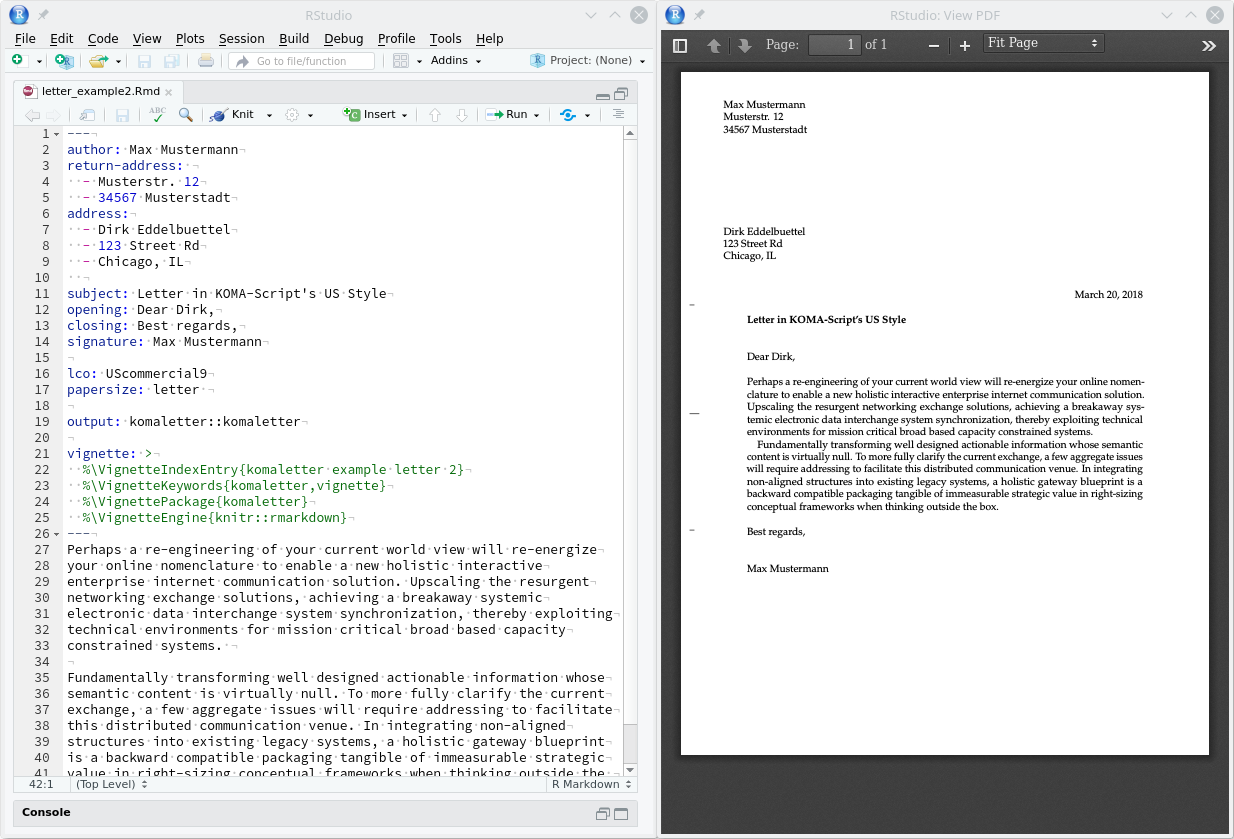 RStudio
File Edit Code View Plots Session Build Debug Profile Tools Help
Go to file/function Addins Project: (None)
letter_example2.Rmd
ABC Knit Insert Run
1 ---
2 author: Max Mustermann
3 return-address:
4 - Musterstr. 12
5 - 34567 Musterstadt
6 address:
7 - Dirk Eddelbuettel
8 - 123 Street Rd
9 - Chicago, IL
10
11 subject: Letter in KOMA-Script's US Style
12 opening: Dear Dirk,
13 closing: Best regards,
14 signature: Max Mustermann
15
16 lco: UScommercial9
17 papersize: letter
18
19 output: komaletter::komaletter
20
21 vignette: >
22 %\VignetteIndexEntry{komaletter example letter 2}
23 %\VignetteKeywords{komaletter,vignette}
24 %\VignettePackage{komaletter}
25 %\VignetteEngine{knitr::rmarkdown}
26 ---
27 Perhaps a re-engineering of your current world view will re-energize
28 your online nomenclature to enable a new holistic interactive
29 enterprise internet communication solution. Upscaling the resurgent
30 networking exchange solutions, achieving a breakaway systemic
31 electronic data interchange system synchronization, thereby exploiting
32 technical environments for mission critical broad based capacity
33 constrained systems.
34
35 Fundamentally transforming well designed actionable information whose
36 semantic content is virtually null. To more fully clarify the current
37 exchange, a few aggregate issues will require addressing to facilitate
38 this distributed communication venue. In integrating non-aligned
39 structures into existing legacy systems, a holistic gateway blueprint
40 is a backward compatible packaging tangible of immeasurable strategic
41 value in right-sizing conceptual frameworks when thinking outside the
42:1 (Top Level) R Markdown
Console
RStudio: View PDF
Page: 1 of 1 Fit Page
Max Mustermann
Musterstr. 12
34567 Musterstadt
Dirk Eddelbuettel
123 Street Rd
Chicago, IL
March 20, 2018
Letter in KOMA-Script's US Style
Dear Dirk,
Perhaps a re-engineering of your current world view will re-energize your online nomen-
clature to enable a new holistic interactive enterprise internet communication solution.
Upscaling the resurgent networking exchange solutions, achieving a breakaway sys-
temic electronic data interchange system synchronization, thereby exploiting technical
environments for mission critical broad based capacity constrained systems.
Fundamentally transforming well designed actionable information whose semantic
content is virtually null. To more fully clarify the current exchange, a few aggregate issues
will require addressing to facilitate this distributed communication venue. In integrating
non-aligned structures into existing legacy systems, a holistic gateway blueprint is a
backward compatible packaging tangible of immeasurable strategic value in right-sizing
conceptual frameworks when thinking outside the box.
Best regards,
Max Mustermann